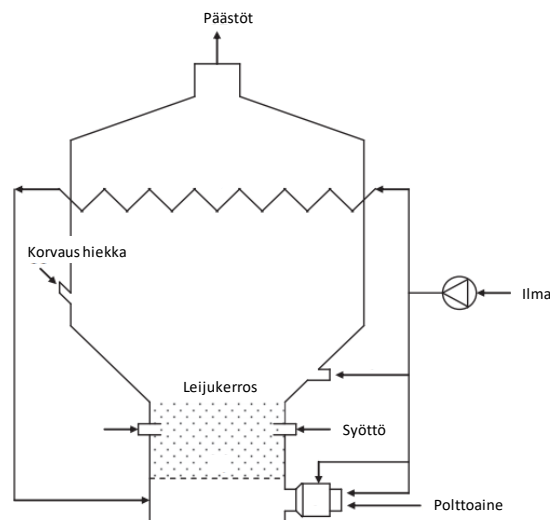 Päästöt
Korvaus hiekka
Ilma
Leijukerros
Syöttö
Polttoaine